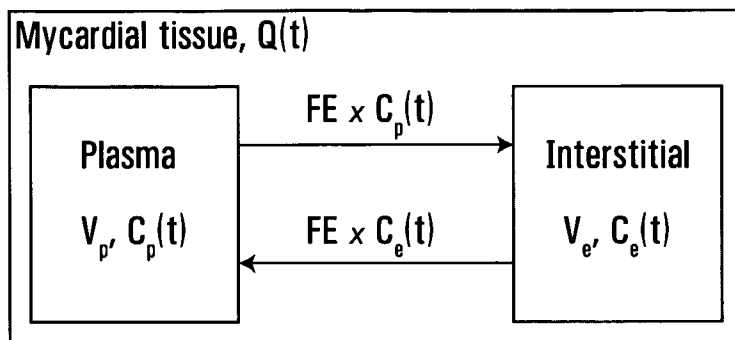 Mycardial tissue, Q(t)
FE x Cp(t)
Plasma
Interstitial
Vp, Cp(t)
FE x Ce(t)
Ve, Ce(t)